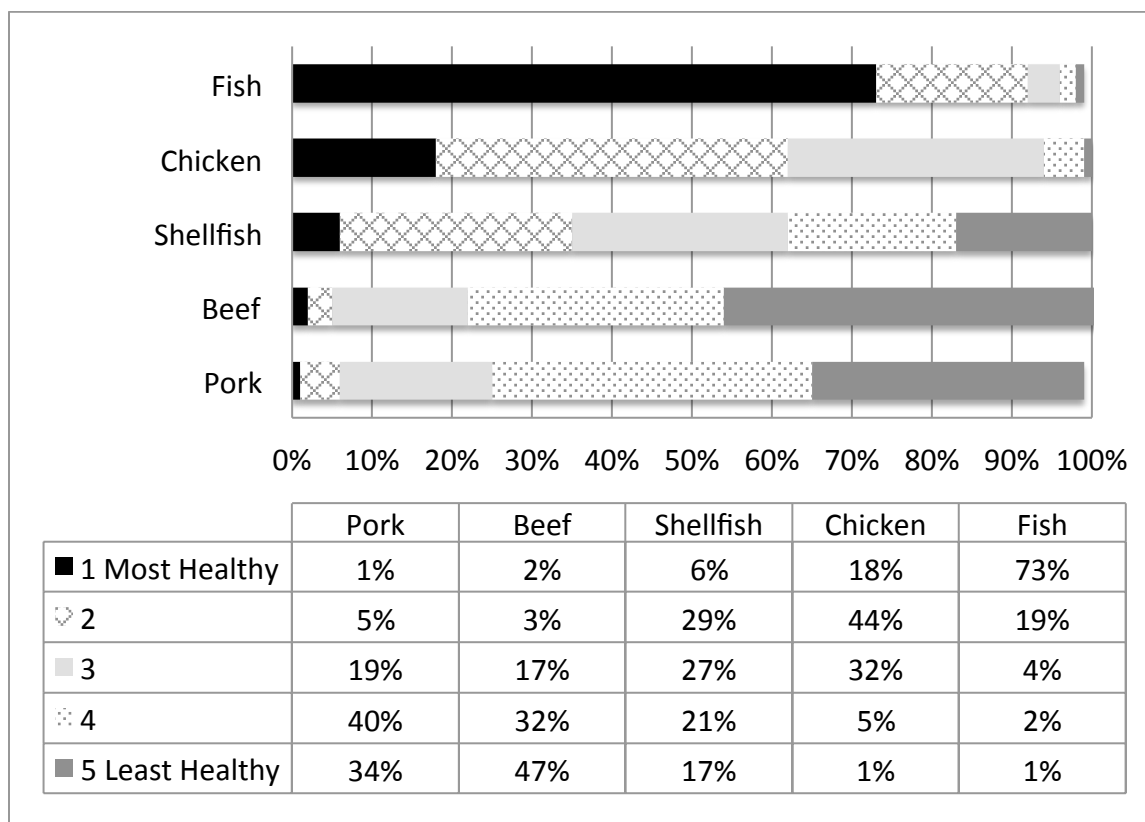 Fish
Chicken
Shellfish
Beef
Pork
0% 10% 20% 30% 40% 50% 60% 70% 80% 90% 100%
Pork Beef Shellfish Chicken Fish
1 Most Healthy 1% 2% 6% 18% 73%
2 5% 3% 29% 44% 19%
3 19% 17% 27% 32% 4%
4 40% 32% 21% 5% 2%
5 Least Healthy 34% 47% 17% 1% 1%